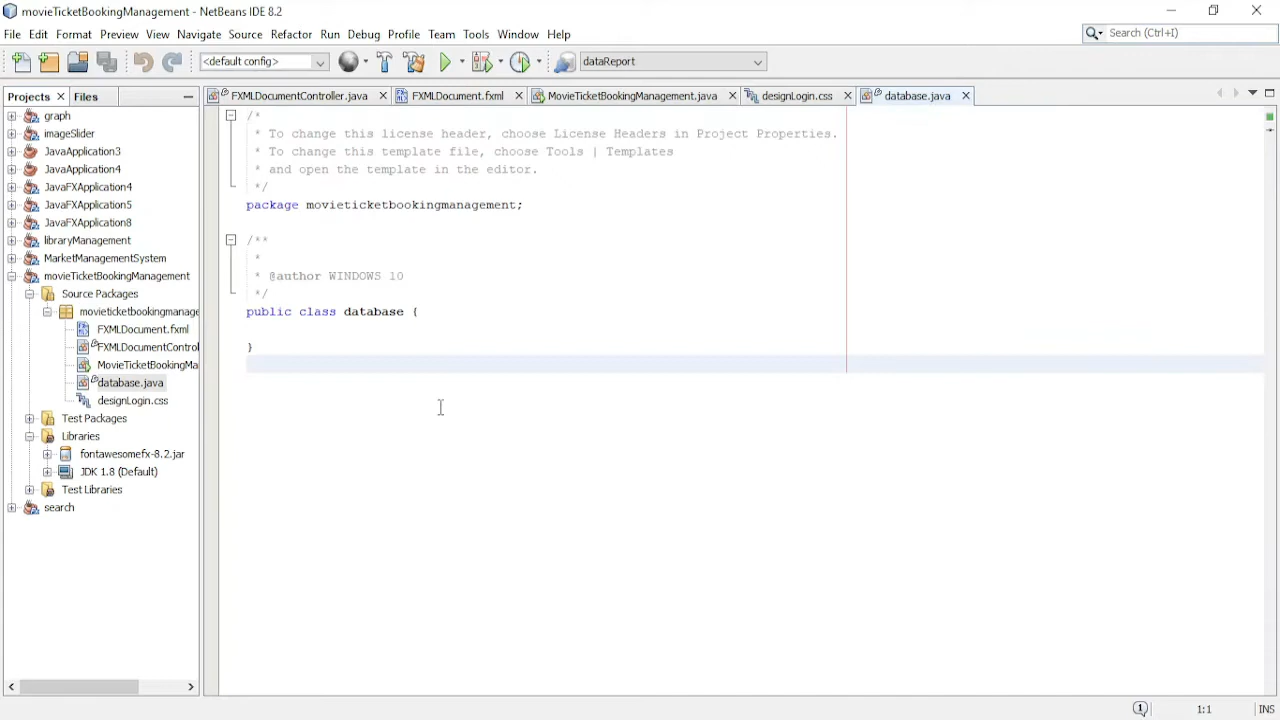 movieTicketBookingManagement - NetBeans IDE 8.2
File Edit Format Preview View Navigate Source Refactor Run Debug Profile Team Tools Window Help
Search (Ctrl+I)
<default config>
dataReport
Projects Files
FXMLDocumentController.java FXMLDocument.fxml MovieTicketBookingManagement.java designLogin.css database.java
graph
imageSlider
JavaApplication3
JavaApplication4
JavaFXApplication4
JavaFXApplication5
JavaFXApplication8
libraryManagement
MarketManagementSystem
movieTicketBookingManagement
Source Packages
movieticketbookingmanage
FXMLDocument.fxml
FXMLDocumentControl
MovieTicketBookingMa
database.java
designLogin.css
Test Packages
Libraries
fontawesomefx-8.2.jar
JDK 1.8 (Default)
Test Libraries
search
/*
* To change this license header, choose License Headers in Project Properties.
* To change this template file, choose Tools | Templates
* and open the template in the editor.
*/
package movieticketbookingmanagement;
/**
*
* @author WINDOWS 10
*/
public class database {
}
1
1:1
INS